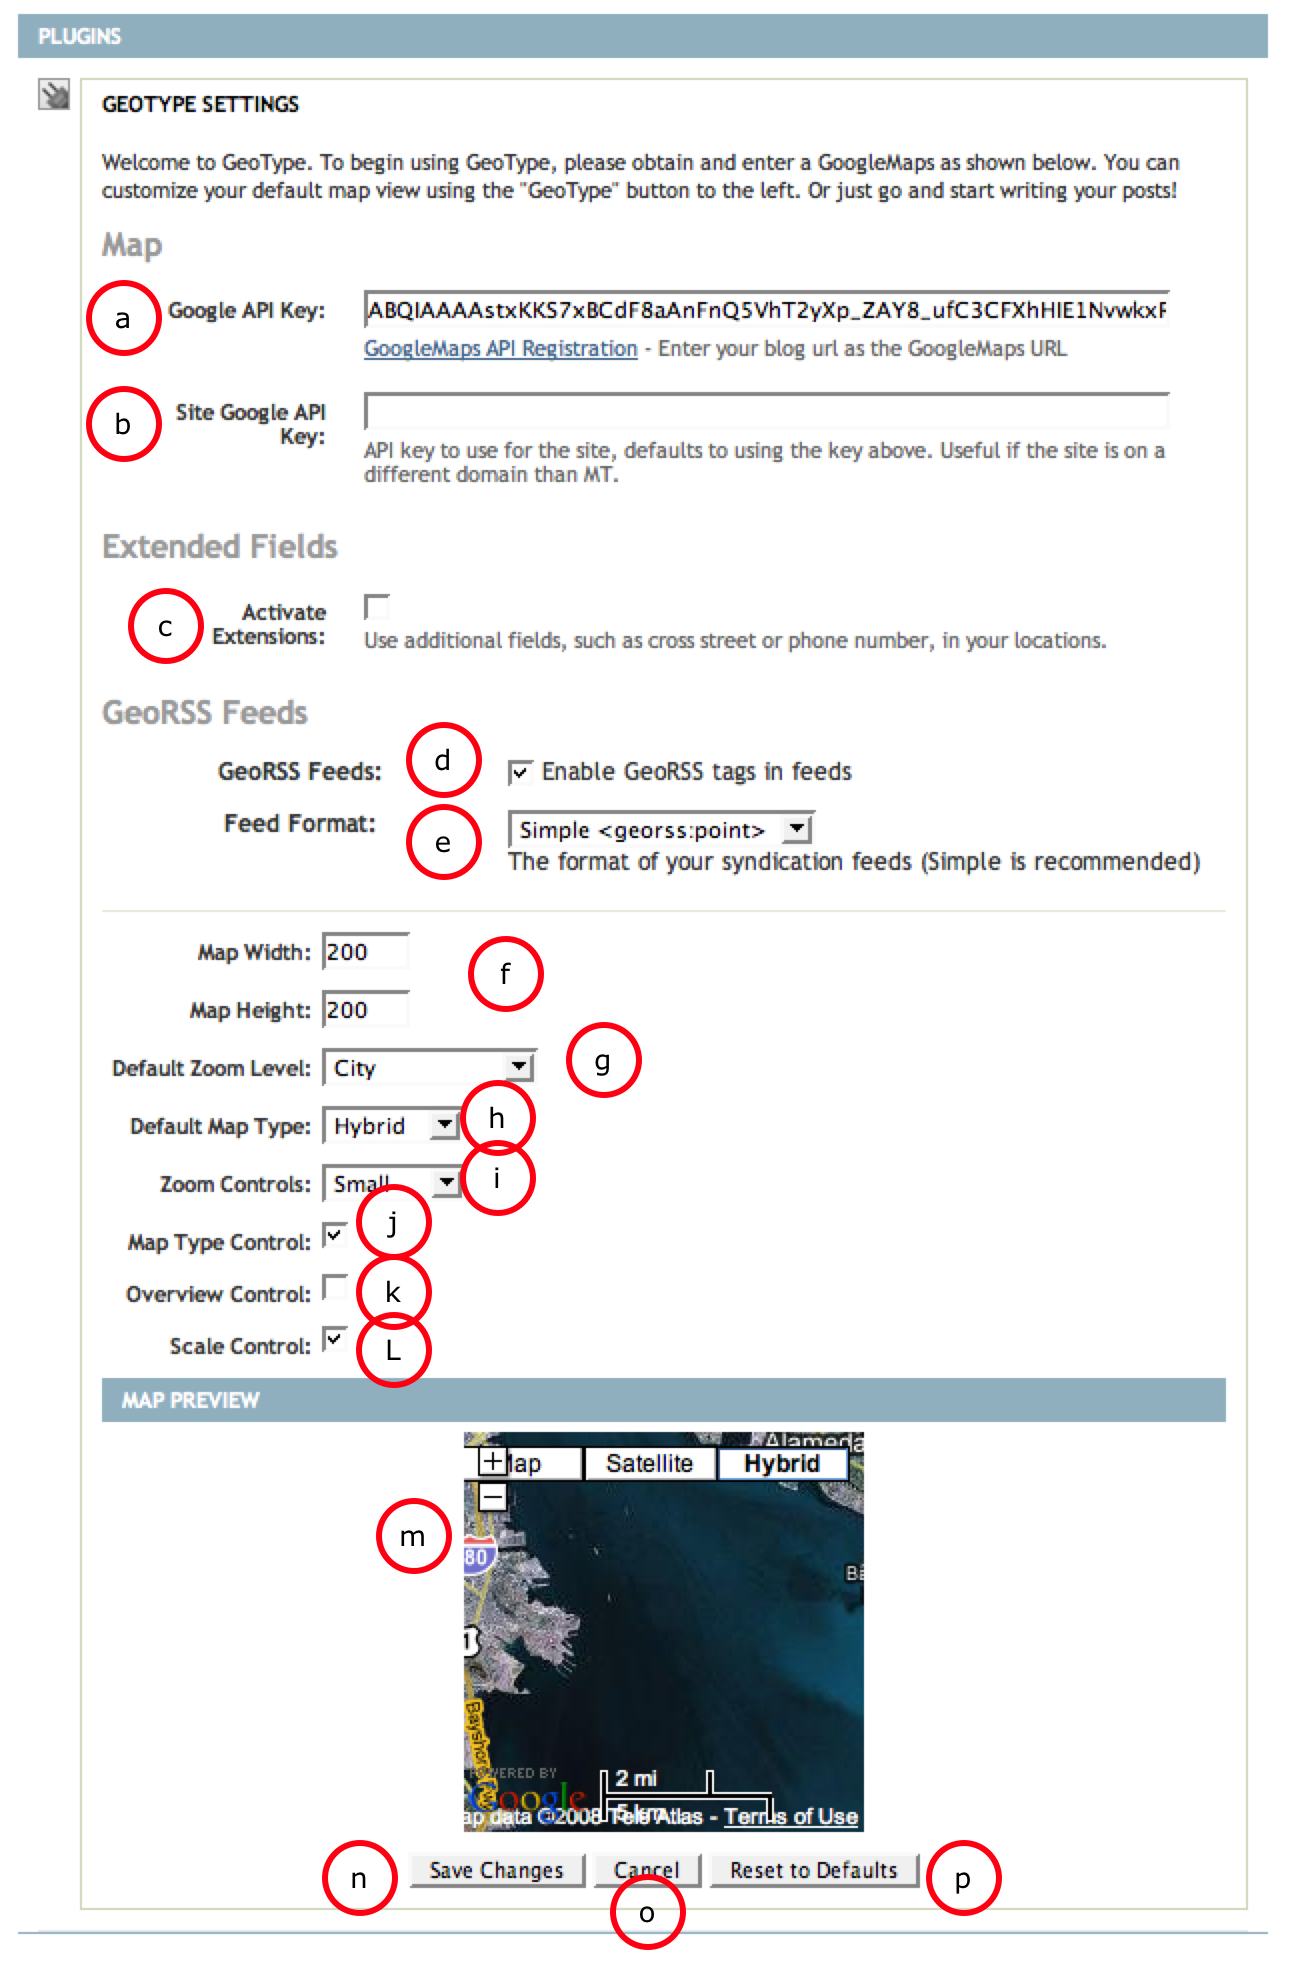 PLUGINS
GEOTYPE SETTINGS
Welcome to GeoType. To begin using GeoType, please obtain and enter a GoogleMaps as shown below. You can
customize your default map view using the "GeoType" button to the left. Or just go and start writing your posts!
Map
a Google API Key: ABQIAAAAstxKKS7xBCdF8aAnFnQ5VhT2yXp_ZAY8_ufC3CFXhHIE1NvwkxF
GoogleMaps API Registration - Enter your blog url as the GoogleMaps URL
b Site Google API
Key:
API key to use for the site, defaults to using the key above. Useful if the site is on a
different domain than MT.
Extended Fields
c Activate
Extensions:
Use additional fields, such as cross street or phone number, in your locations.
GeoRSS Feeds
GeoRSS Feeds: d Enable GeoRSS tags in feeds
Feed Format: e Simple <georss:point>
The format of your syndication feeds (Simple is recommended)
Map Width: 200
f
Map Height: 200
Default Zoom Level: City g
Default Map Type: Hybrid h
Zoom Controls: Small i
Map Type Control: j
Overview Control: k
Scale Control: L
MAP PREVIEW
Alameda
+ Map Satellite Hybrid
−
m
80
1
Bayshor
POWERED BY
Google
2 mi
5 km
ap data ©2008 Tele Atlas - Terms of Use
n Save Changes Cancel Reset to Defaults p
o